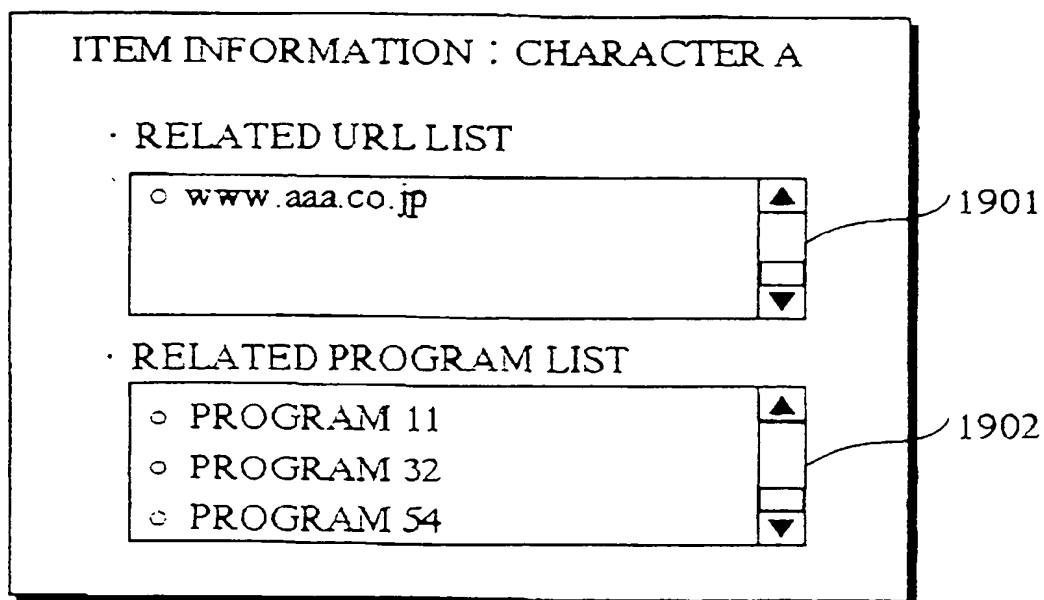 ITEM INFORMATION : CHARACTER A
· RELATED URL LIST
○ www.aaa.co.jp
1901
· RELATED PROGRAM LIST
○ PROGRAM 11
1902
○ PROGRAM 32
○ PROGRAM 54